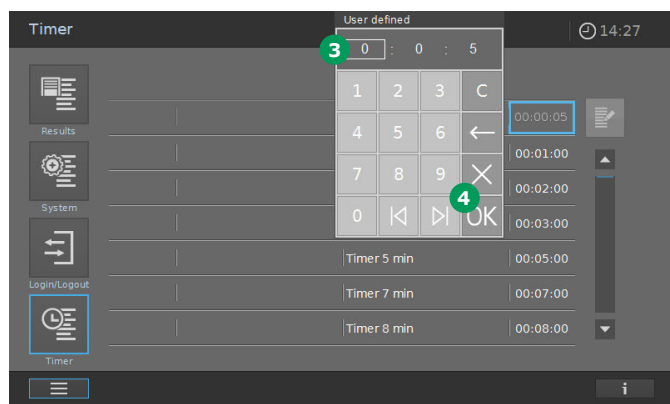 Timer
User defined
14:27
3
0 : 0 : 5
1 2 3 C
00:00:05
Results
4 5 6 ←
00:01:00
7 8 9 X
00:02:00
4
System
0 OK
00:03:00
Timer 5 min
00:05:00
Login/Logout
Timer 7 min
00:07:00
Timer 8 min
00:08:00
Timer
i